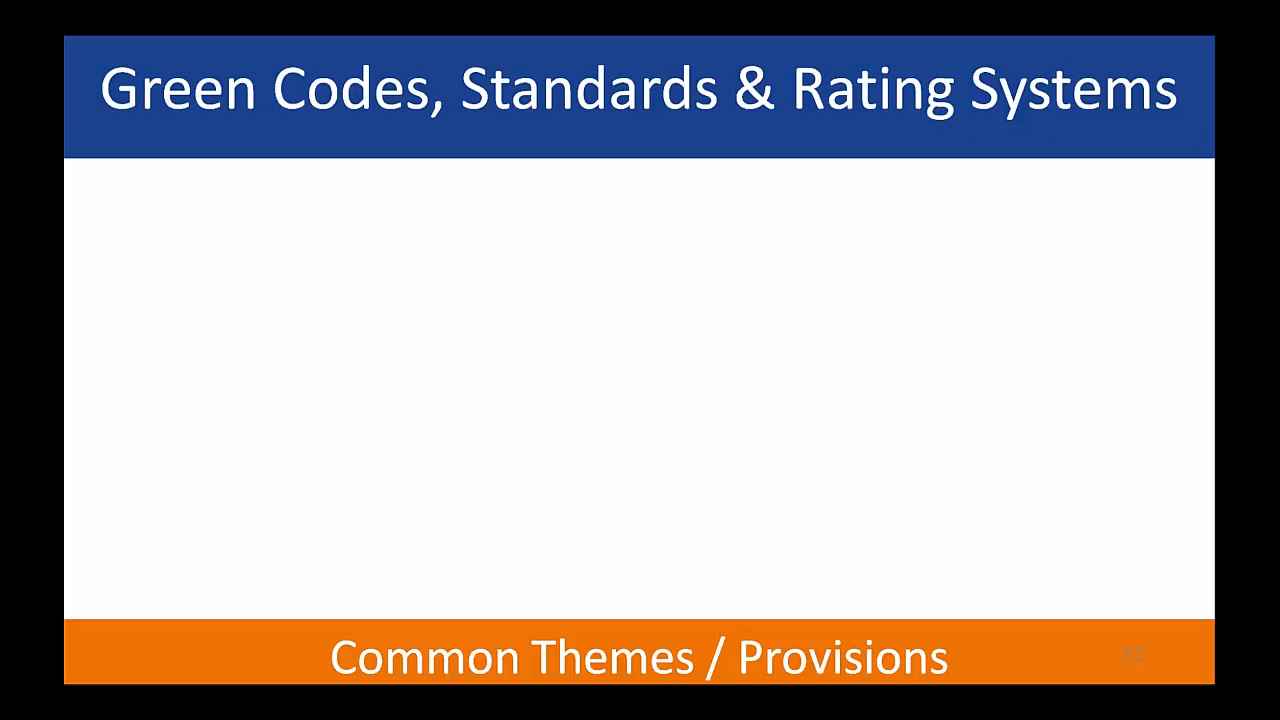 Green Codes, Standards & Rating Systems
Common Themes / Provisions